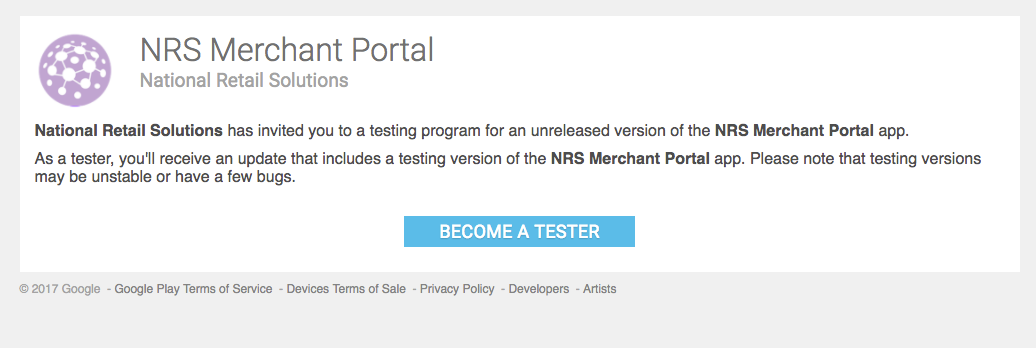 NRS Merchant Portal
National Retail Solutions
National Retail Solutions has invited you to a testing program for an unreleased version of the NRS Merchant Portal app.
As a tester, you'll receive an update that includes a testing version of the NRS Merchant Portal app. Please note that testing versions
may be unstable or have a few bugs.
BECOME A TESTER
© 2017 Google - Google Play Terms of Service - Devices Terms of Sale - Privacy Policy - Developers - Artists